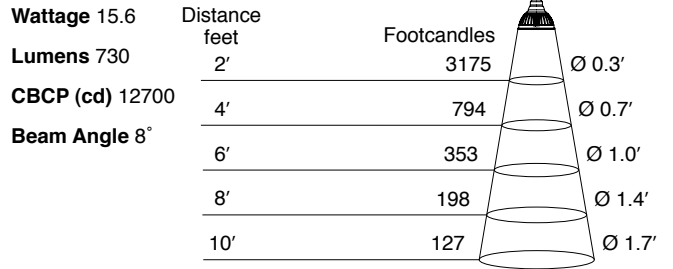 Wattage 15.6
Lumens 730
CBCP (cd) 12700
Beam Angle 8°
Distance
feet
Footcandles
2′ 3175 Ø 0.3′
4′ 794 Ø 0.7′
6′ 353 Ø 1.0′
8′ 198 Ø 1.4′
10′ 127 Ø 1.7′